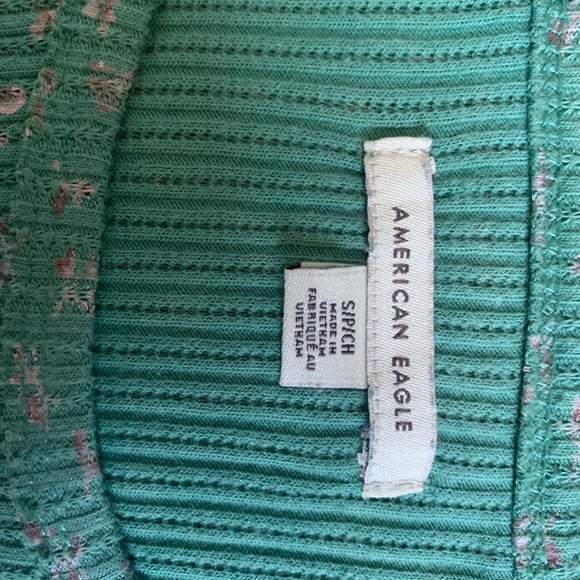 AMERICAN EAGLE
S/P/CH
MADE IN
VIETNAM
FABRIQUÉ AU
VIETNAM